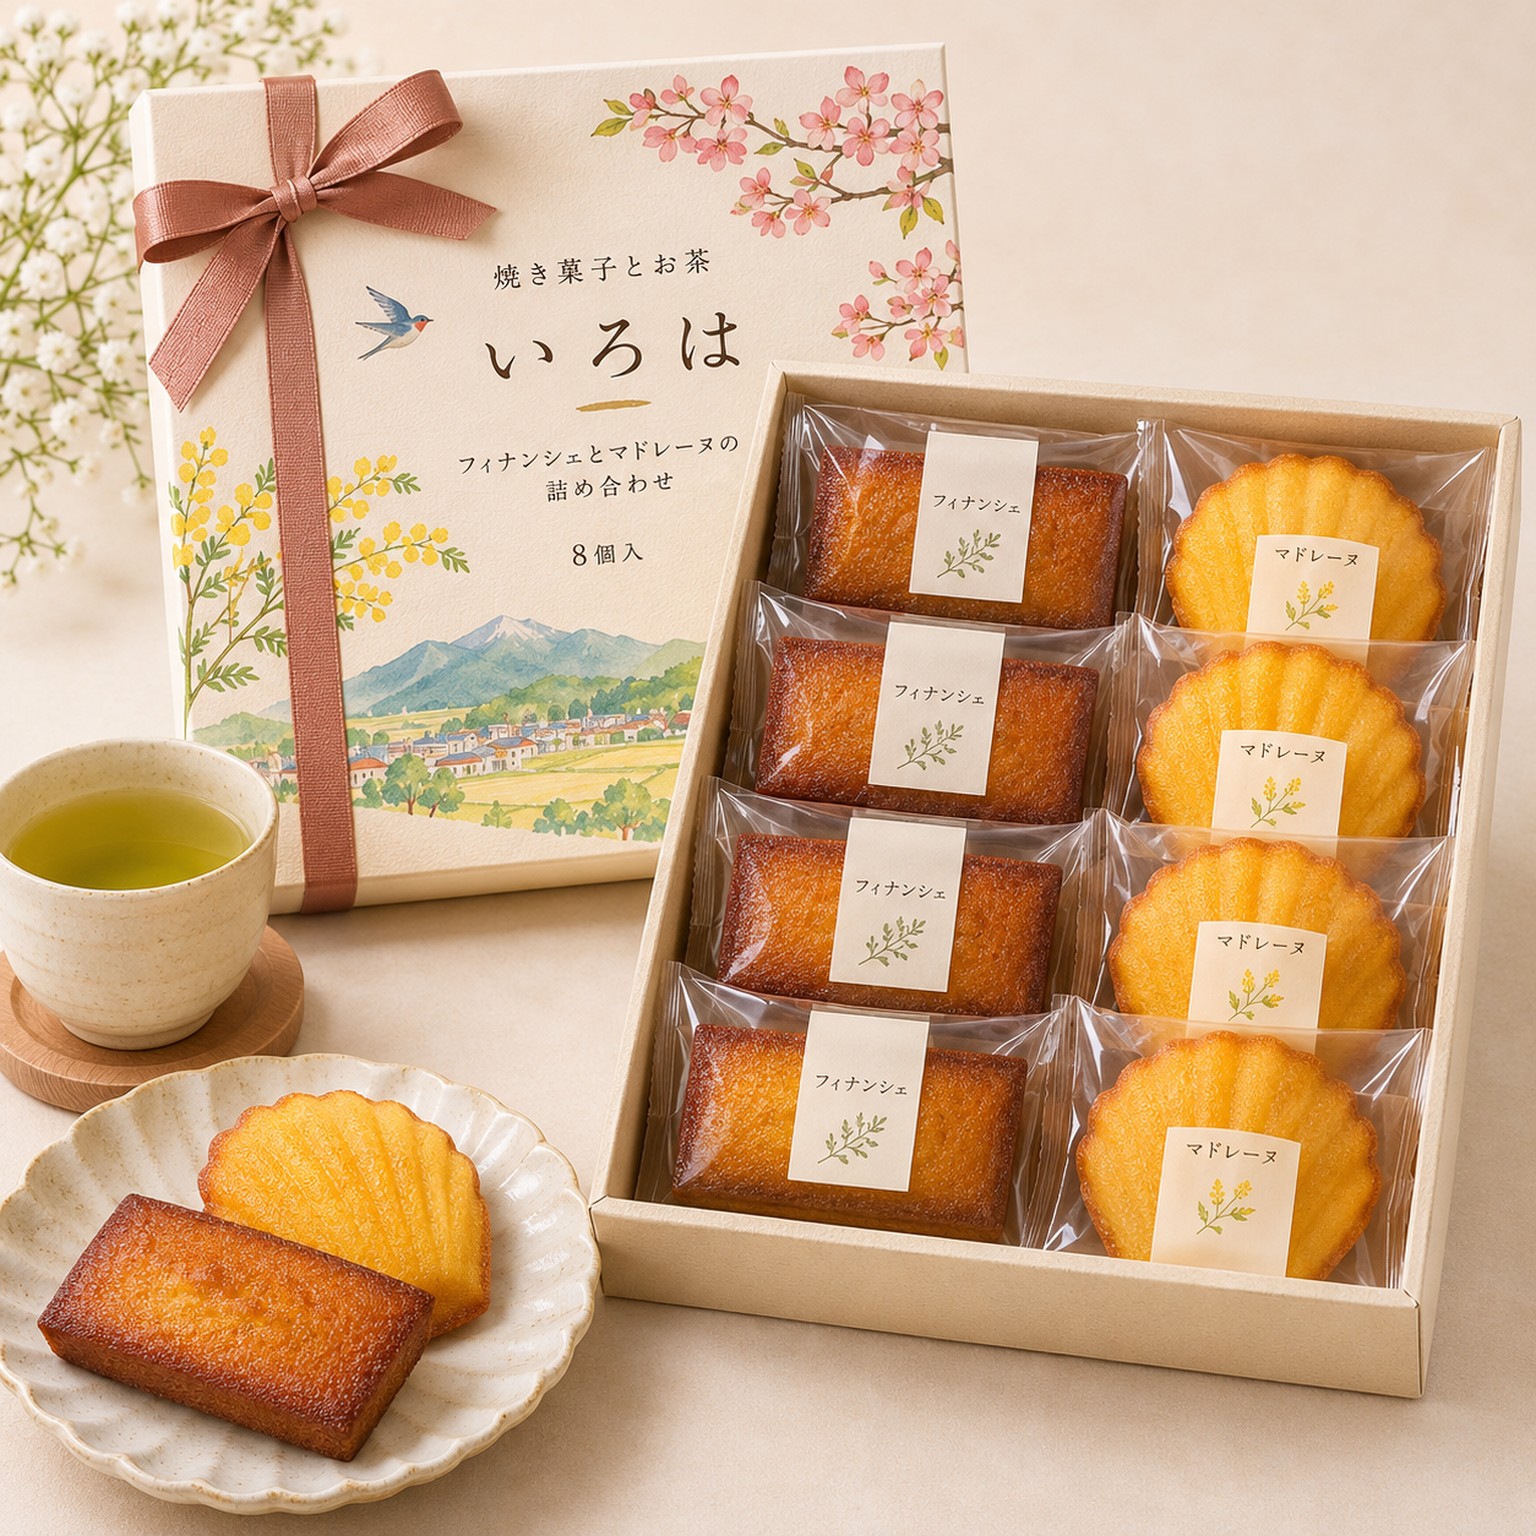 焼き菓子とお茶
いろは
フィナンシェとマドレーヌの
詰め合わせ
8個入
フィナンシェ
マドレーヌ
フィナンシェ
マドレーヌ
フィナンシェ
マドレーヌ
フィナンシェ
マドレーヌ